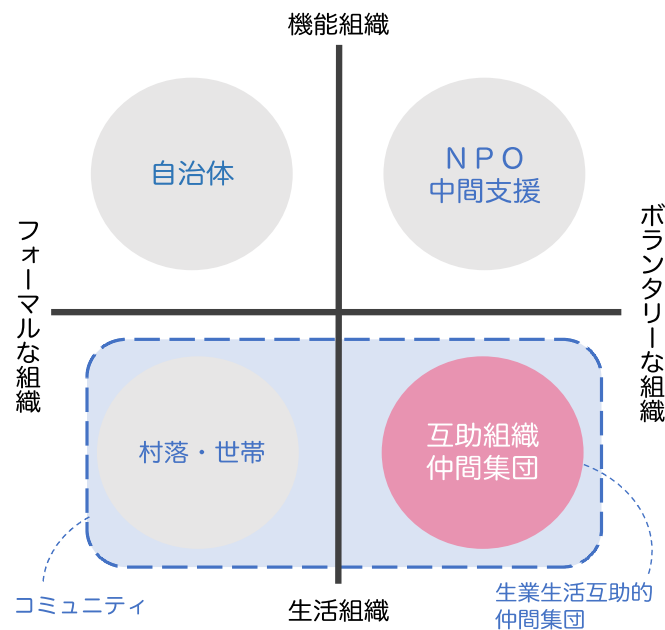 機能組織
自治体
NPO
中間支援
フォーマルな組織
ボランタリーな組織
村落・世帯
互助組織
仲間集団
コミュニティ
生活組織
生業生活互助的
仲間集団